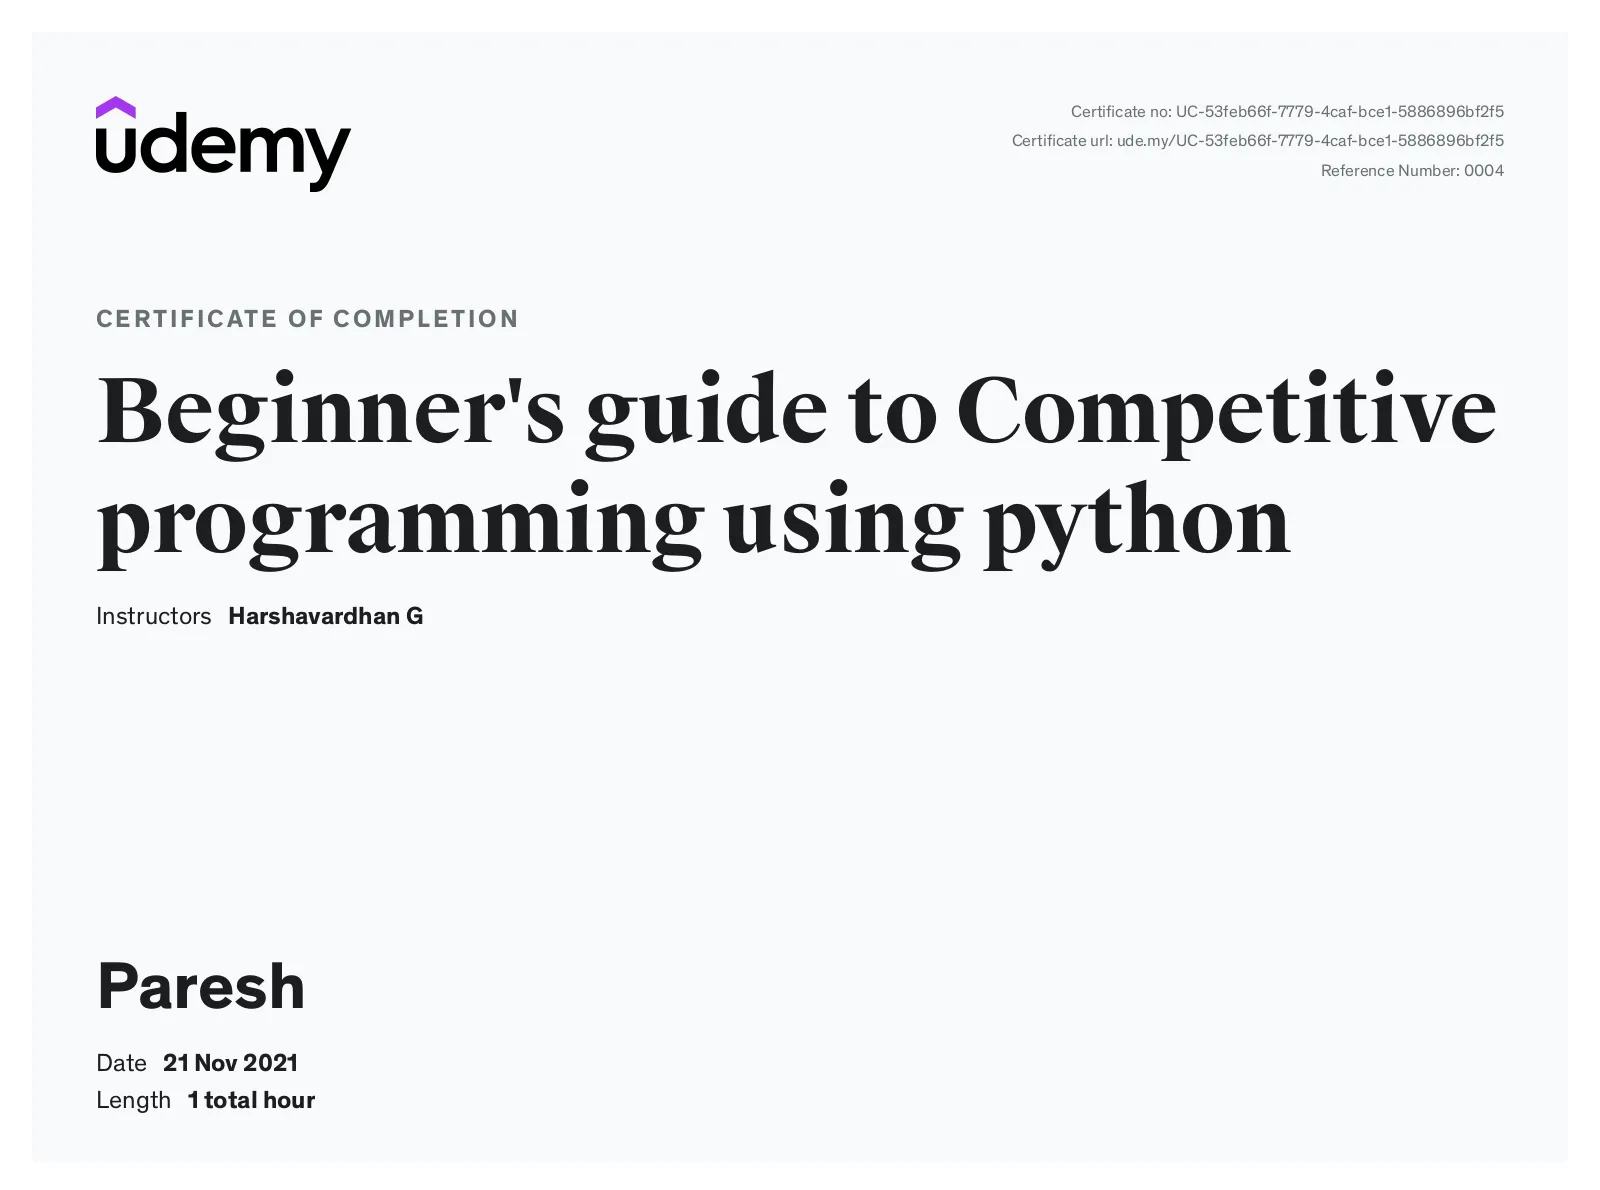 udemy
Certificate no: UC-53feb66f-7779-4caf-bce1-5886896bf2f5
Certificate url: ude.my/UC-53feb66f-7779-4caf-bce1-5886896bf2f5
Reference Number: 0004
CERTIFICATE OF COMPLETION
Beginner's guide to Competitive
programming using python
Instructors Harshavardhan G
Paresh
Date 21 Nov 2021
Length 1 total hour